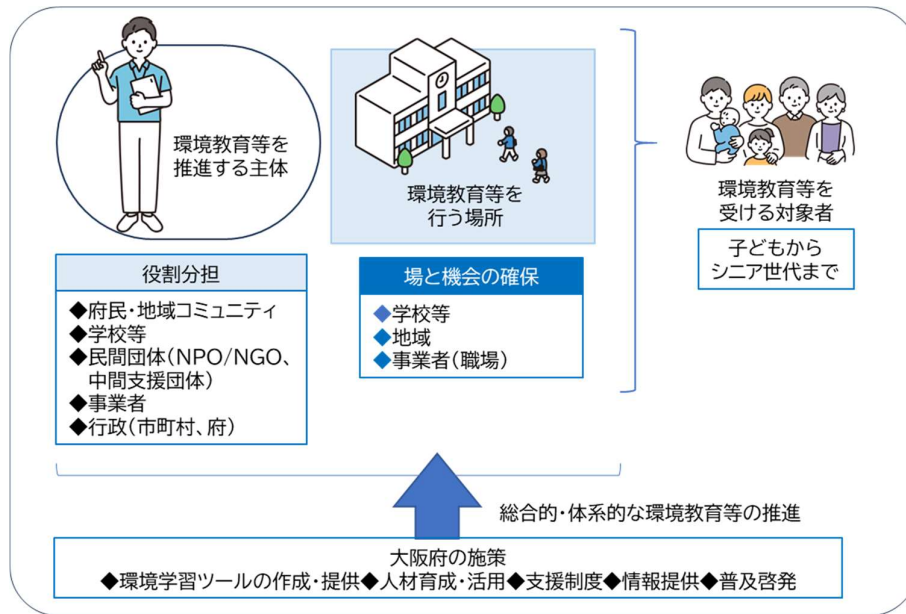 環境教育等を
推進する主体
環境教育等を
行う場所
環境教育等を
受ける対象者
子どもから
シニア世代まで
役割分担
◆府民・地域コミュニティ
◆学校等
◆民間団体(NPO/NGO、
中間支援団体)
◆事業者
◆行政(市町村、府)
場と機会の確保
◆学校等
◆地域
◆事業者(職場)
総合的・体系的な環境教育等の推進
大阪府の施策
◆環境学習ツールの作成・提供◆人材育成・活用◆支援制度◆情報提供◆普及啓発